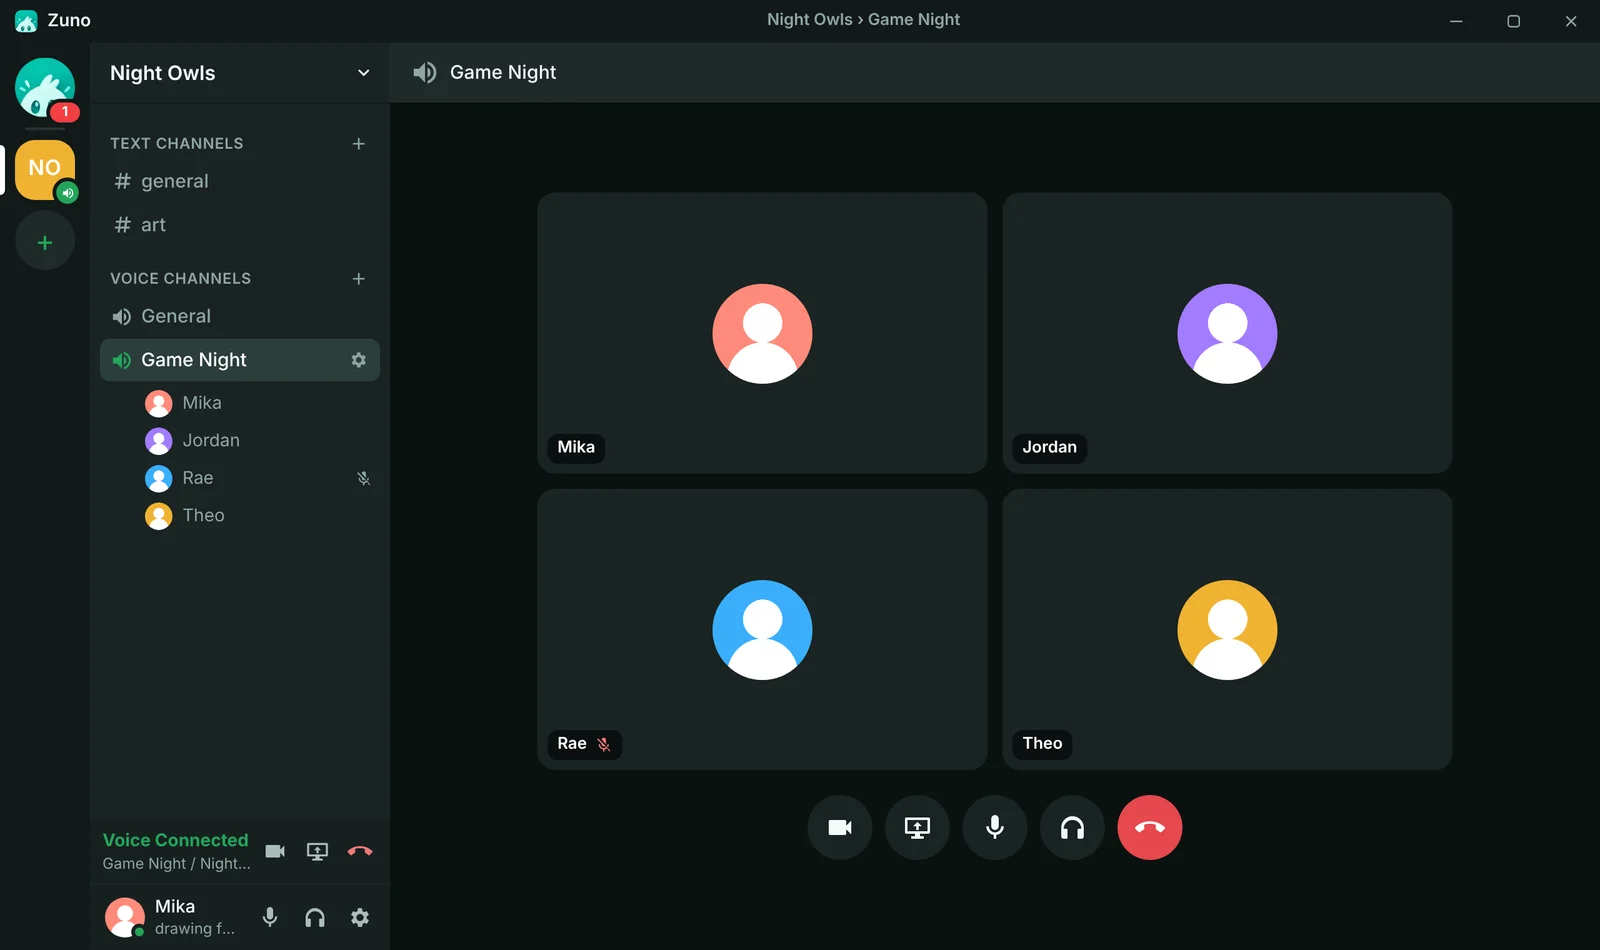 Zuno
Night Owls › Game Night
1
NO
Night Owls
TEXT CHANNELS
# general
# art
VOICE CHANNELS
General
Game Night
Mika
Jordan
Rae
Theo
Voice Connected
Game Night / Night...
Mika
drawing f...
Game Night
Mika
Jordan
Rae
Theo